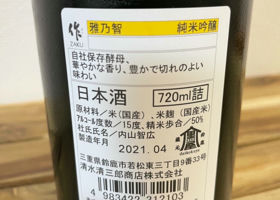 作 ZAKU
雅乃智 純米吟醸
自社保存酵母、
華やかな香り、豊かで切れのよい
味わい
日本酒 720ml詰
原材料／米(国産)、米麹(国産米)
アルコール度数／15度、精米歩合／50%
杜氏氏名／内山智広
製造年月 2021.04
三重県鈴鹿市若松東三丁目9番33号
清水清三郎商店株式会社
4 983422 212103